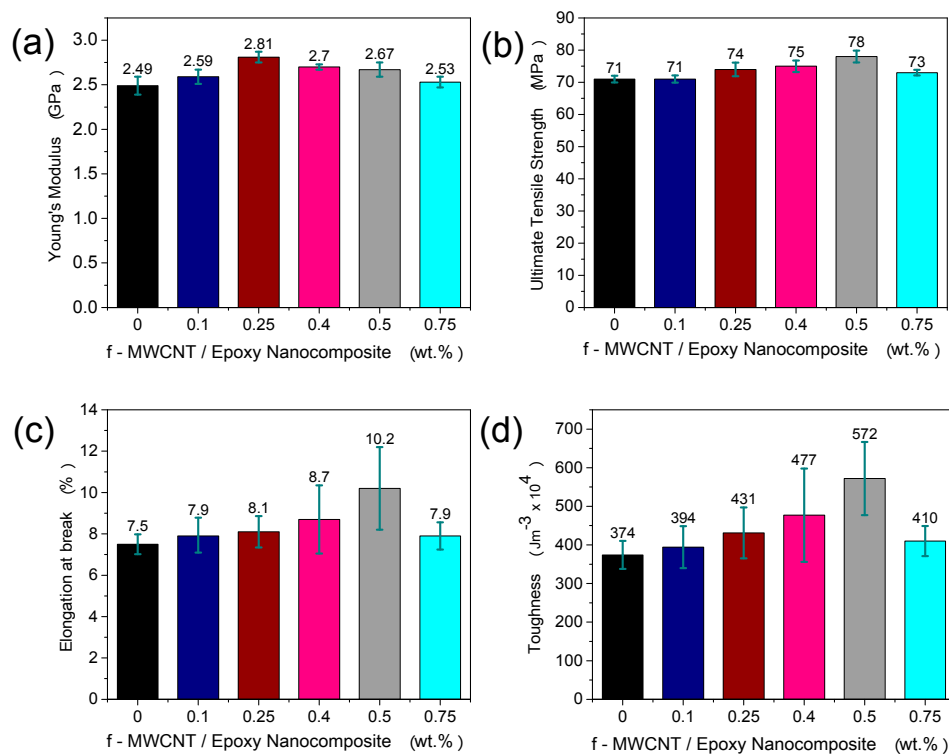 (a)
Young's Modulus (GPa)
3.0
2.5
2.0
1.5
1.0
0.5
0.0
2.49 2.59 2.81 2.7 2.67 2.53
0 0.1 0.25 0.4 0.5 0.75
f - MWCNT / Epoxy Nanocomposite (wt.% )
(b)
Ultimate Tensile Strength (MPa)
90
80
70
60
50
40
30
20
10
0
71 71 74 75 78 73
0 0.1 0.25 0.4 0.5 0.75
f - MWCNT / Epoxy Nanocomposite (wt.% )
(c)
Elongation at break (%)
14
12
10
8
6
4
2
0
7.5 7.9 8.1 8.7 10.2 7.9
0 0.1 0.25 0.4 0.5 0.75
f - MWCNT / Epoxy Nanocomposite (wt.% )
(d)
Toughness (Jm⁻³ x 10⁴)
700
600
500
400
300
200
100
0
374 394 431 477 572 410
0 0.1 0.25 0.4 0.5 0.75
f - MWCNT / Epoxy Nanocomposite (wt.% )